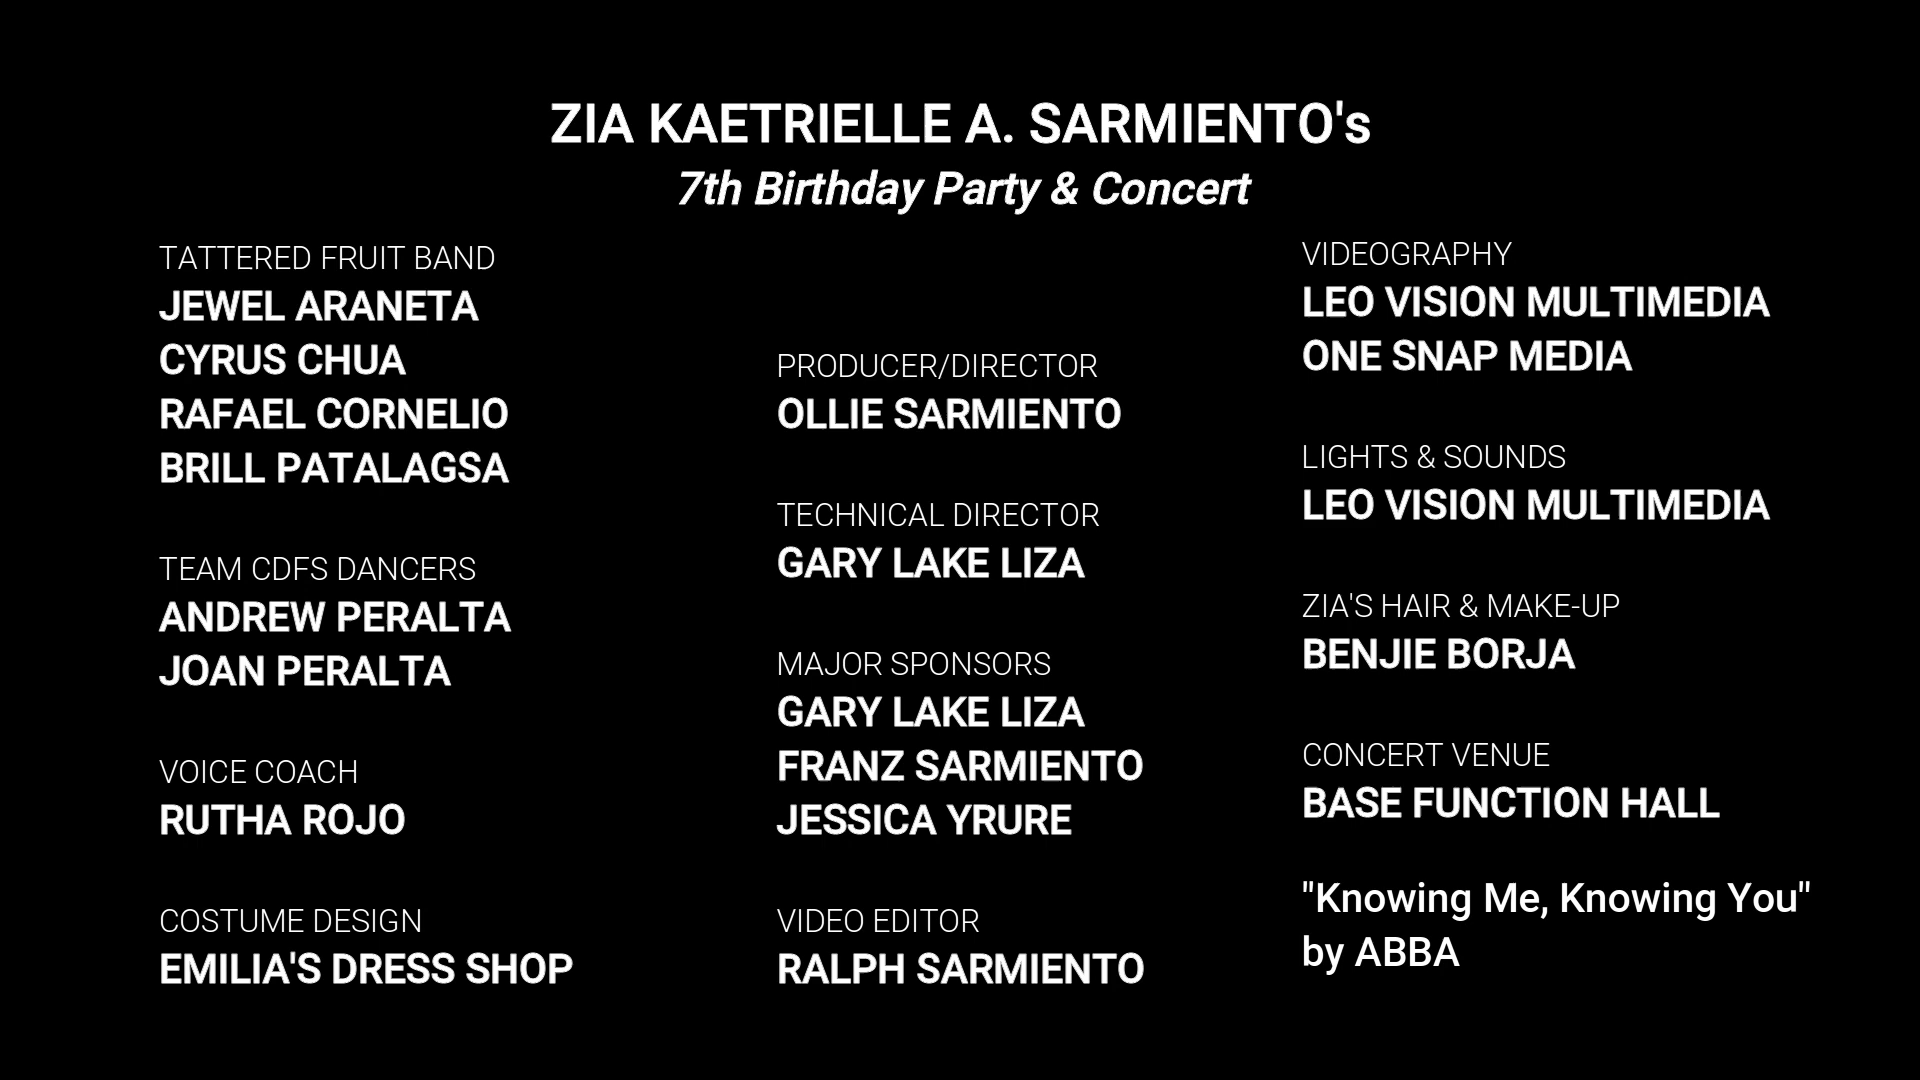 ZIA KAETRIELLE A. SARMIENTO's
7th Birthday Party & Concert
TATTERED FRUIT BAND
JEWEL ARANETA
CYRUS CHUA
RAFAEL CORNELIO
BRILL PATALAGSA
TEAM CDFS DANCERS
ANDREW PERALTA
JOAN PERALTA
VOICE COACH
RUTHA ROJO
COSTUME DESIGN
EMILIA'S DRESS SHOP
PRODUCER/DIRECTOR
OLLIE SARMIENTO
TECHNICAL DIRECTOR
GARY LAKE LIZA
MAJOR SPONSORS
GARY LAKE LIZA
FRANZ SARMIENTO
JESSICA YRURE
VIDEO EDITOR
RALPH SARMIENTO
VIDEOGRAPHY
LEO VISION MULTIMEDIA
ONE SNAP MEDIA
LIGHTS & SOUNDS
LEO VISION MULTIMEDIA
ZIA'S HAIR & MAKE-UP
BENJIE BORJA
CONCERT VENUE
BASE FUNCTION HALL
"Knowing Me, Knowing You"
by ABBA